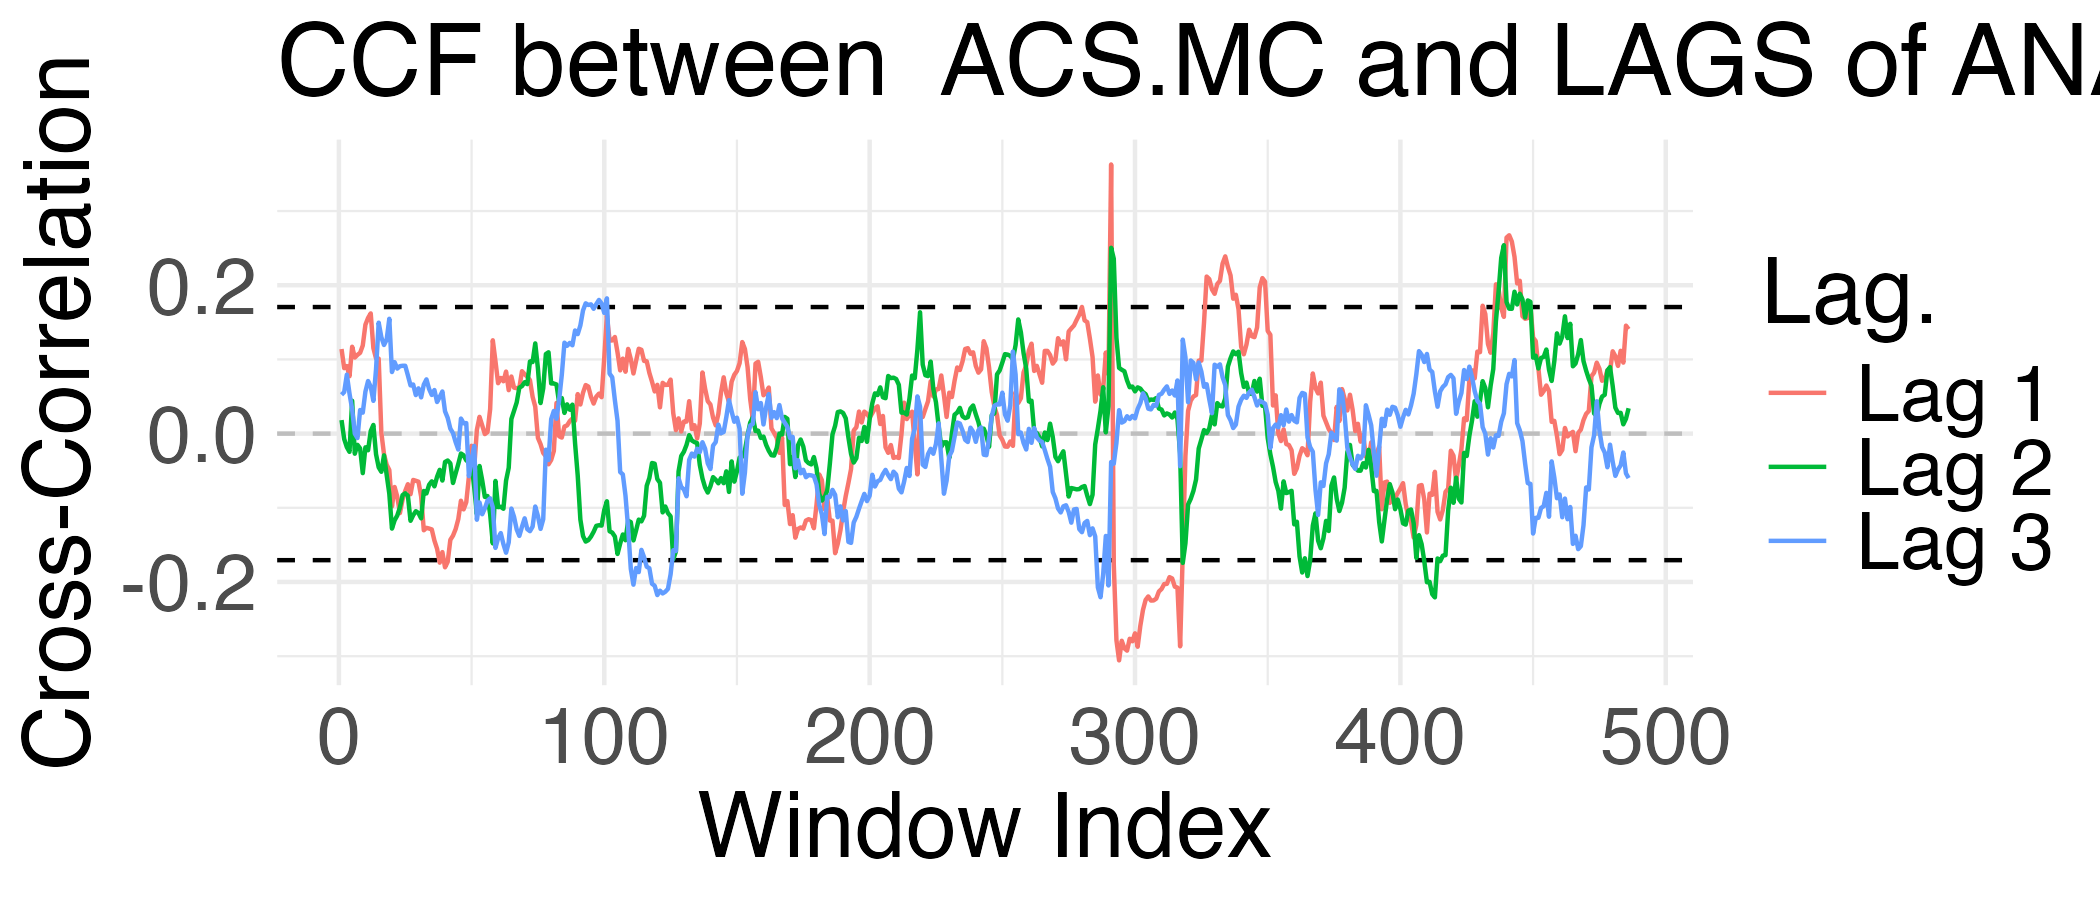 CCF between  ACS.MC and LAGS of ANA
Cross-Correlation
0.2
0.0
-0.2
0
100
200
300
400
500
Window Index
Lag.
Lag 1
Lag 2
Lag 3